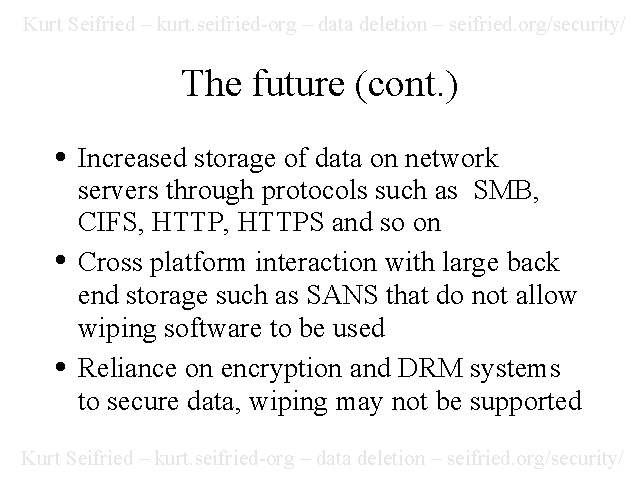 Kurt Seifried – kurt.seifried-org – data deletion – seifried.org/security/
The future (cont.)
• Increased storage of data on network
servers through protocols such as  SMB,
CIFS, HTTP, HTTPS and so on
• Cross platform interaction with large back
end storage such as SANS that do not allow
wiping software to be used
• Reliance on encryption and DRM systems
to secure data, wiping may not be supported
Kurt Seifried – kurt.seifried-org – data deletion – seifried.org/security/